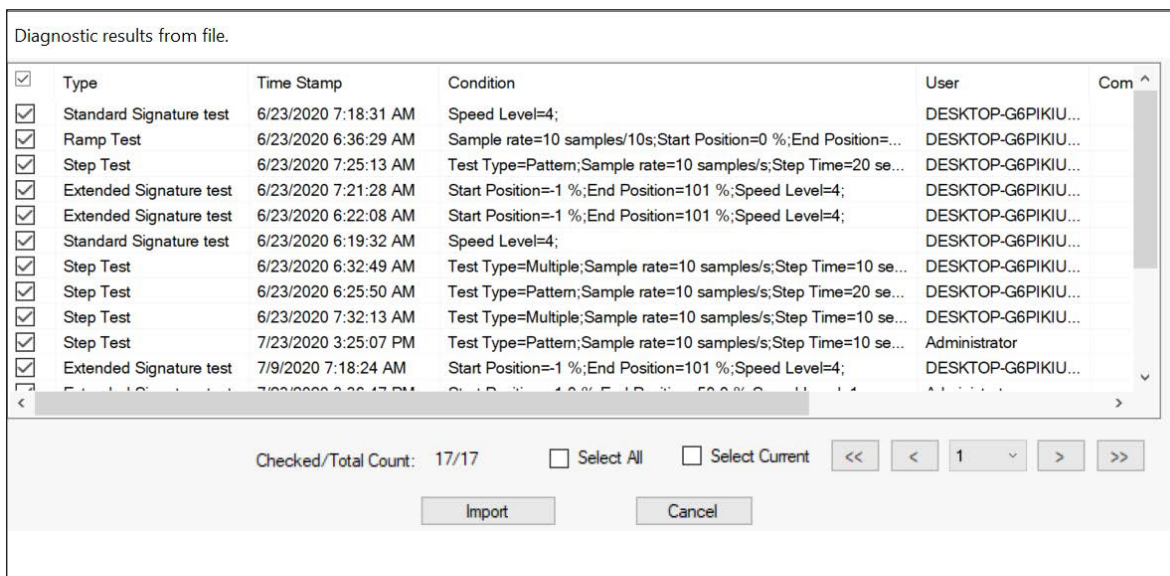 Diagnostic results from file.
Type Time Stamp Condition User Com
Standard Signature test 6/23/2020 7:18:31 AM Speed Level=4; DESKTOP-G6PIKIU...
Ramp Test 6/23/2020 6:36:29 AM Sample rate=10 samples/10s;Start Position=0 %;End Position=... DESKTOP-G6PIKIU...
Step Test 6/23/2020 7:25:13 AM Test Type=Pattern;Sample rate=10 samples/s;Step Time=20 se... DESKTOP-G6PIKIU...
Extended Signature test 6/23/2020 7:21:28 AM Start Position=-1 %;End Position=101 %;Speed Level=4; DESKTOP-G6PIKIU...
Extended Signature test 6/23/2020 6:22:08 AM Start Position=-1 %;End Position=101 %;Speed Level=4; DESKTOP-G6PIKIU...
Standard Signature test 6/23/2020 6:19:32 AM Speed Level=4; DESKTOP-G6PIKIU...
Step Test 6/23/2020 6:32:49 AM Test Type=Multiple;Sample rate=10 samples/s;Step Time=10 se... DESKTOP-G6PIKIU...
Step Test 6/23/2020 6:25:50 AM Test Type=Pattern;Sample rate=10 samples/s;Step Time=20 se... DESKTOP-G6PIKIU...
Step Test 6/23/2020 7:32:13 AM Test Type=Multiple;Sample rate=10 samples/s;Step Time=10 se... DESKTOP-G6PIKIU...
Step Test 7/23/2020 3:25:07 PM Test Type=Pattern;Sample rate=10 samples/s;Step Time=10 se... Administrator
Extended Signature test 7/9/2020 7:18:24 AM Start Position=-1 %;End Position=101 %;Speed Level=4; DESKTOP-G6PIKIU...
Checked/Total Count: 17/17 Select All Select Current << < 1 > >>
Import Cancel